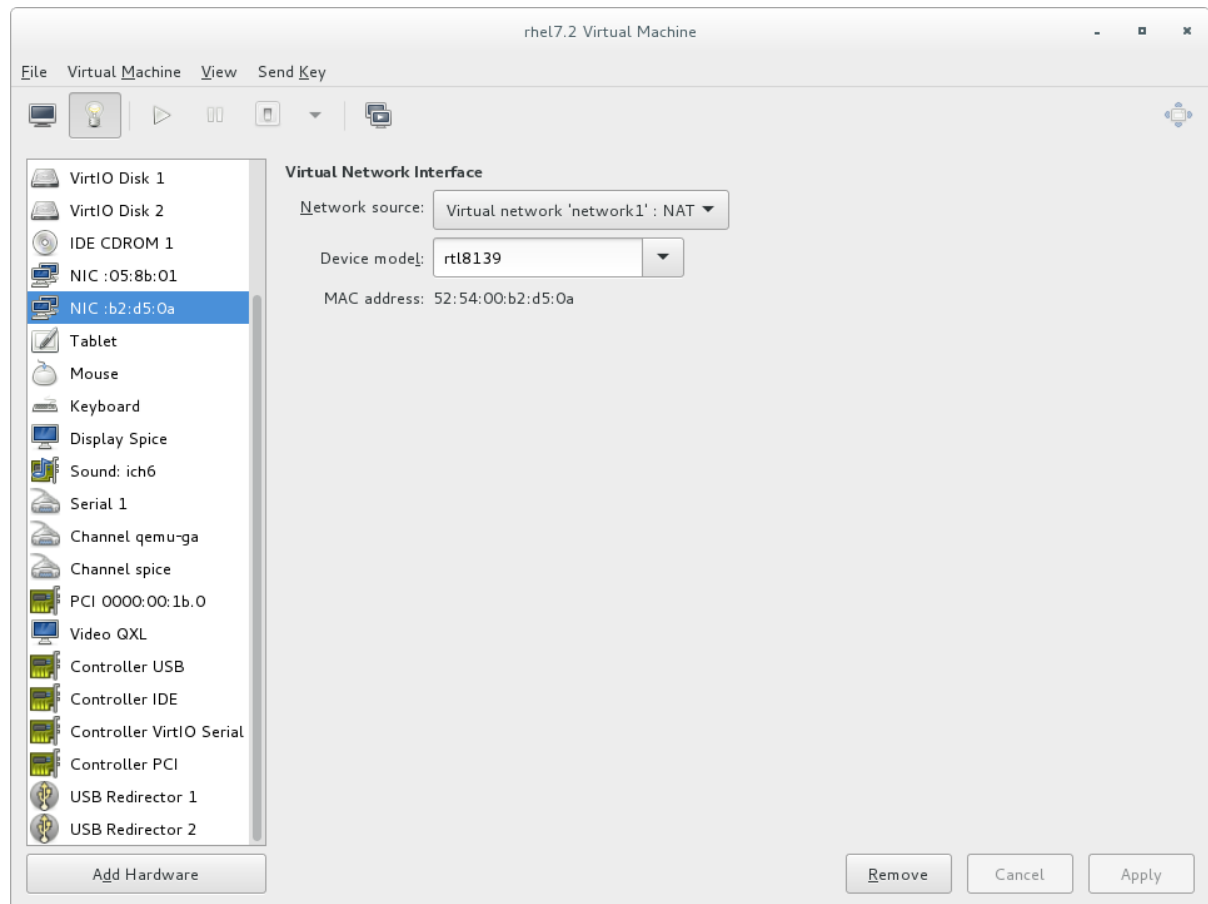 rhel7.2 Virtual Machine
File Virtual Machine View Send Key
VirtIO Disk 1
VirtIO Disk 2
IDE CDROM 1
NIC :05:8b:01
NIC :b2:d5:0a
Tablet
Mouse
Keyboard
Display Spice
Sound: ich6
Serial 1
Channel qemu-ga
Channel spice
PCI 0000:00:1b.0
Video QXL
Controller USB
Controller IDE
Controller VirtIO Serial
Controller PCI
USB Redirector 1
USB Redirector 2
Add Hardware
Virtual Network Interface
Network source: Virtual network 'network1' : NAT
Device model: rtl8139
MAC address: 52:54:00:b2:d5:0a
Remove Cancel Apply